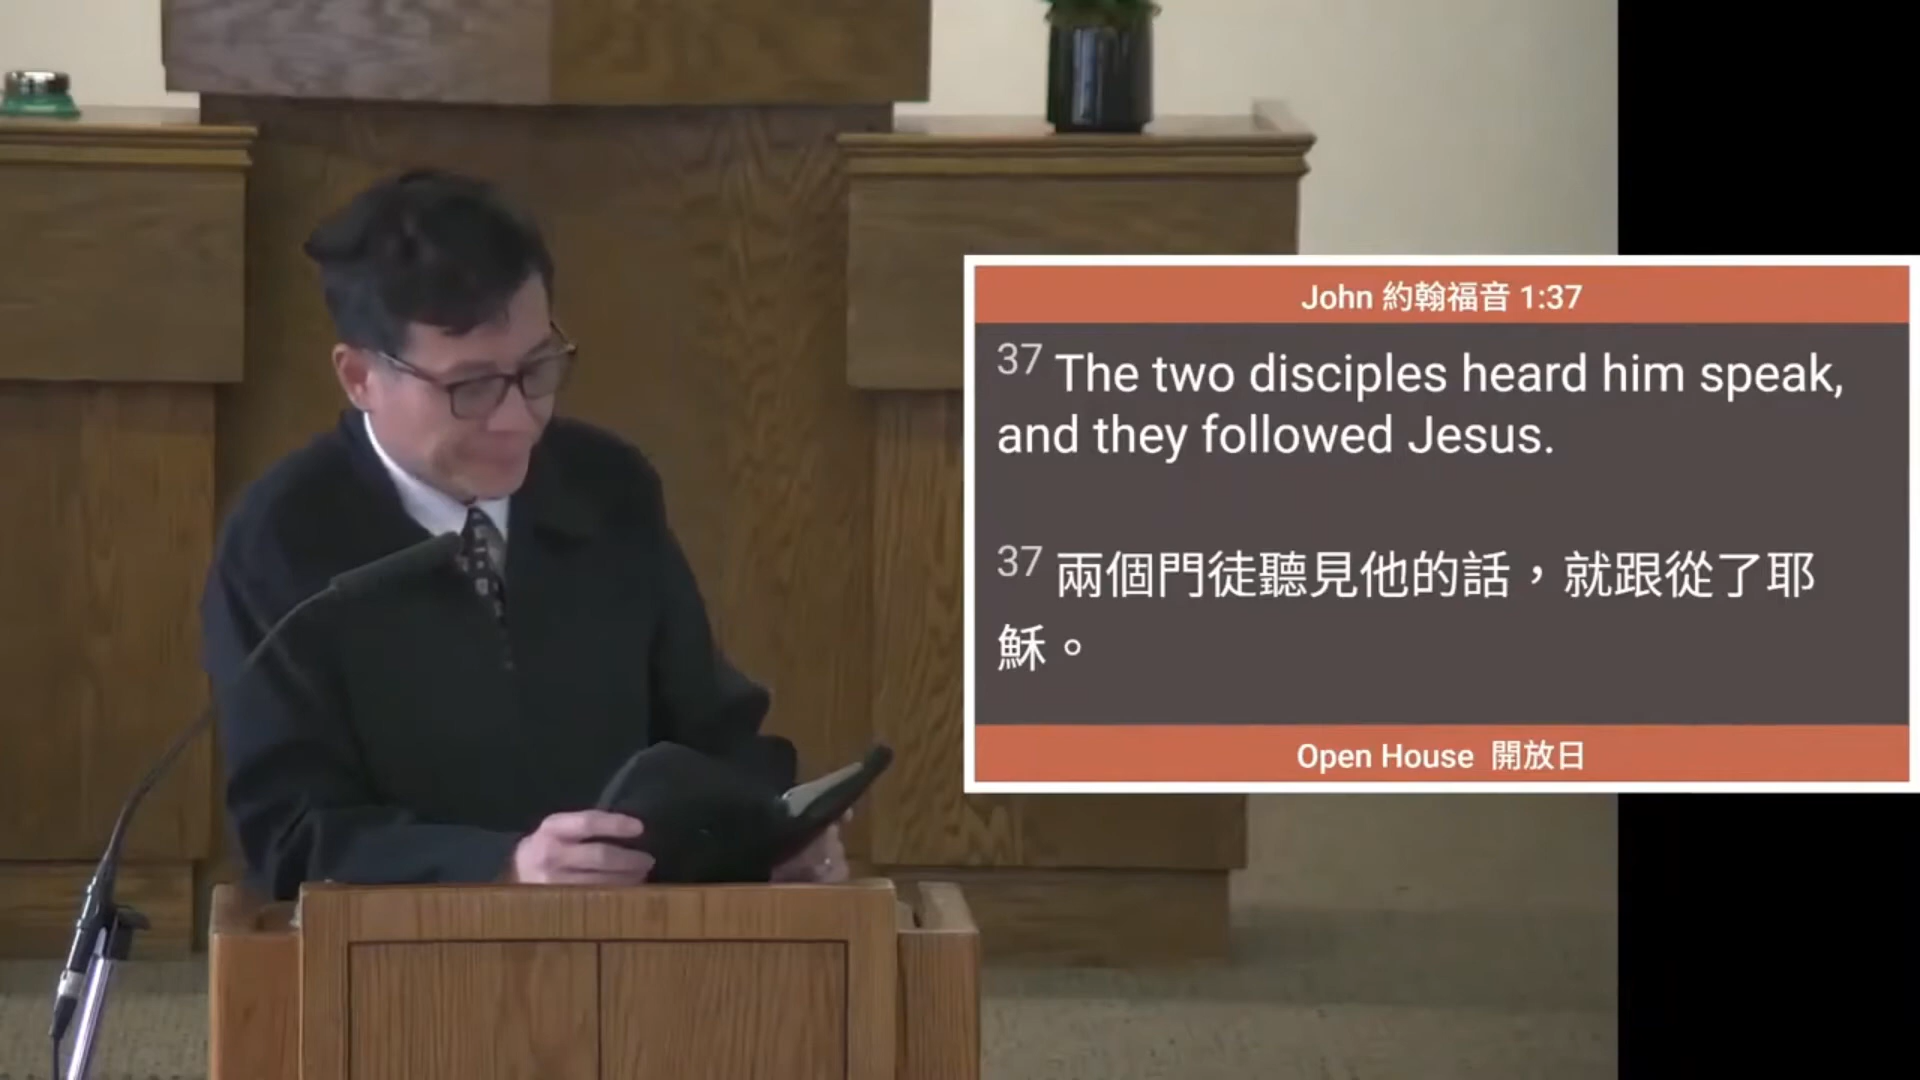 John 約翰福音 1:37
37 The two disciples heard him speak,
and they followed Jesus.
37 兩個門徒聽見他的話，就跟從了耶
穌。
Open House 開放日